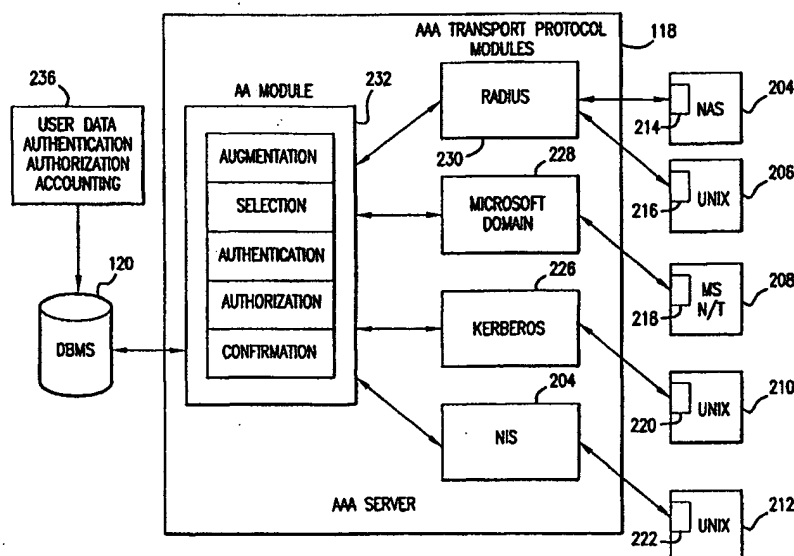 AAA TRANSPORT PROTOCOL
MODULES
118
236
USER DATA
AUTHENTICATION
AUTHORIZATION
ACCOUNTING
120
DBMS
AA MODULE
232
AUGMENTATION
SELECTION
AUTHENTICATION
AUTHORIZATION
CONFIRMATION
RADIUS
230
228
MICROSOFT
DOMAIN
226
KERBEROS
204
NIS
AAA SERVER
NAS
204
214
UNIX
206
216
MS
N/T
208
218
UNIX
210
220
UNIX
212
222